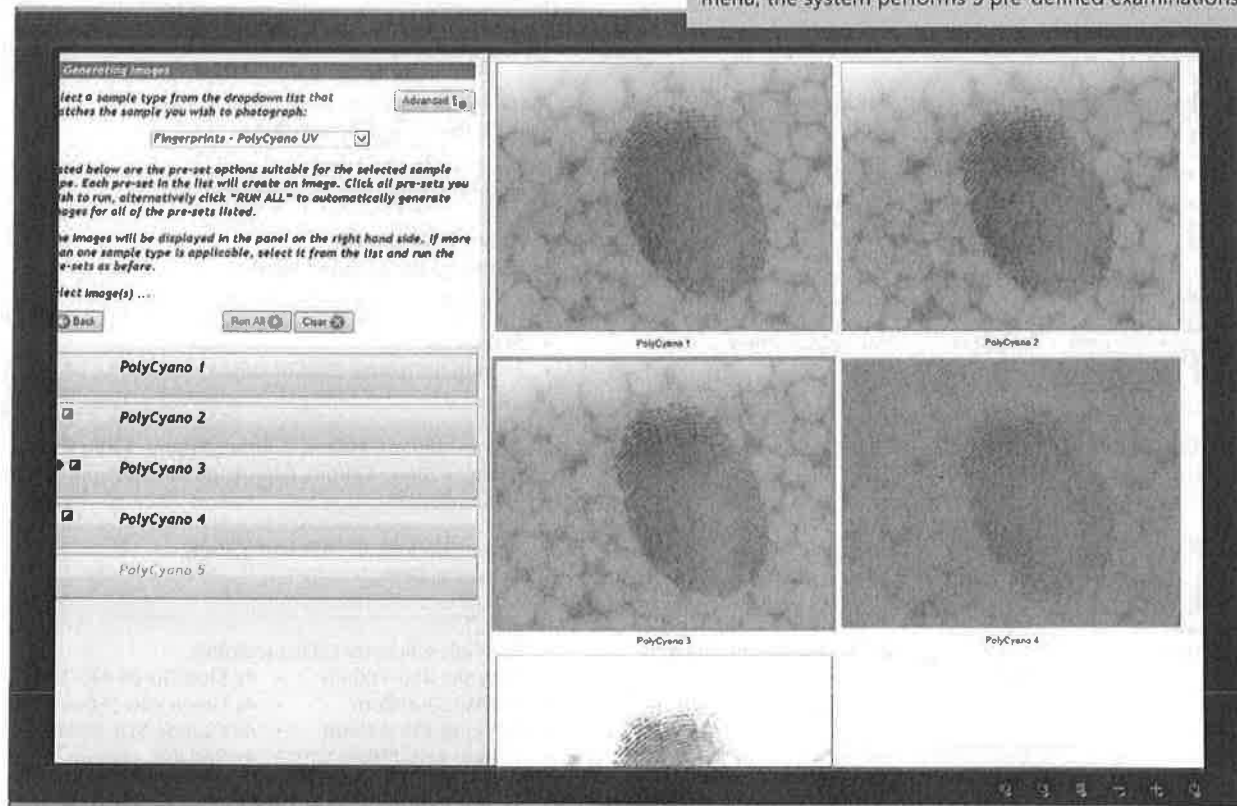 menu, the system performs 5 pre-defined examinations
Generating Images
lect a sample type from the dropdown list that
atches the sample you wish to photograph:
Advanced
Fingerprints - PolyCyano UV
sted below are the pre-set options suitable for the selected sample
pe. Each pre-set in the list will create an image. Click all pre-sets you
sh to run, alternatively click "RUN ALL" to automatically generate
ages for all of the pre-sets listed.
he images will be displayed in the panel on the right hand side. If more
an one sample type is applicable, select it from the list and run the
e-sets as before.
lect image(s) ...
Back
Run All
Clear
PolyCyano 1
PolyCyano 2
PolyCyano 3
PolyCyano 4
PolyCyano 5
PolyCyano 1
PolyCyano 2
PolyCyano 3
PolyCyano 4